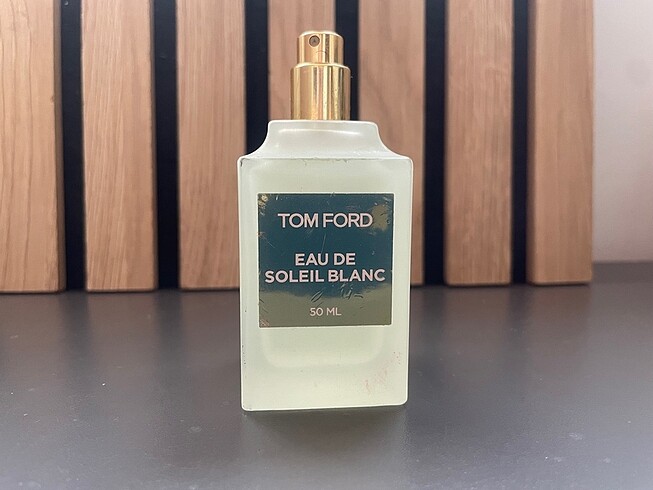 TOM FORD
EAU DE
SOLEIL BLANC
50 ML